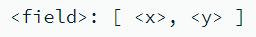 <field>: [ <x>, <y> ]